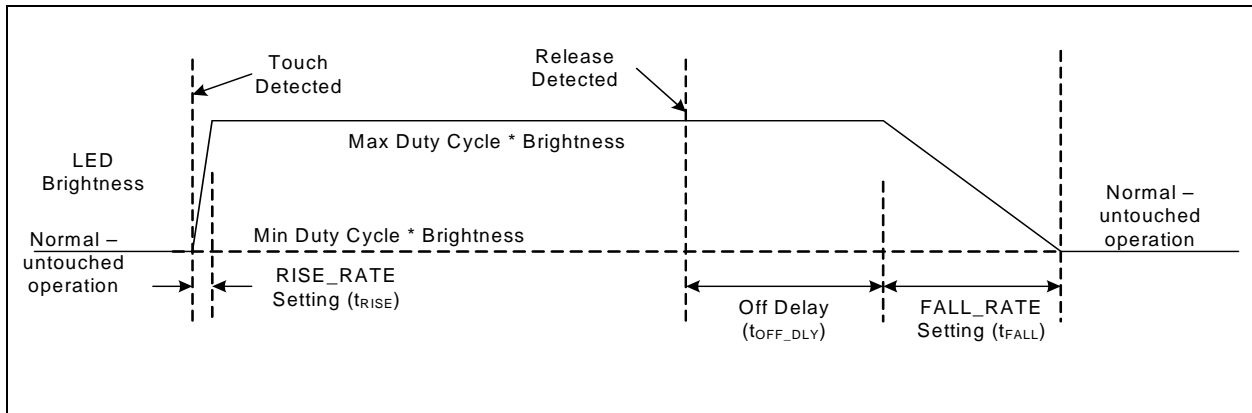 Touch
Detected
Release
Detected
Max Duty Cycle * Brightness
LED
Brightness
Normal –
untouched
operation
Min Duty Cycle * Brightness
Normal –
untouched
operation
RISE_RATE
Setting (tRISE)
Off Delay
(tOFF_DLY)
FALL_RATE
Setting (tFALL)